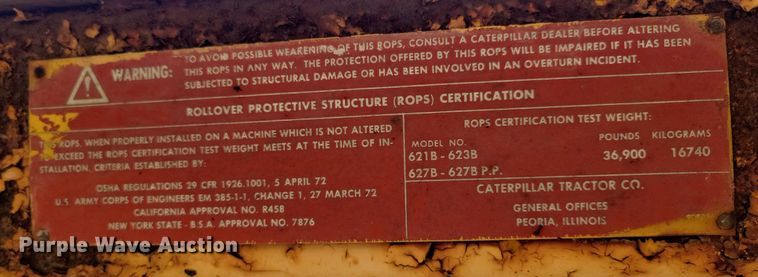 WARNING:
TO AVOID POSSIBLE WEAKENING OF THIS ROPS, CONSULT A CATERPILLAR DEALER BEFORE ALTERING
THIS ROPS IN ANY WAY. THE PROTECTION OFFERED BY THIS ROPS WILL BE IMPAIRED IF IT HAS BEEN
SUBJECTED TO STRUCTURAL DAMAGE OR HAS BEEN INVOLVED IN AN OVERTURN INCIDENT.
ROLLOVER PROTECTIVE STRUCTURE (ROPS) CERTIFICATION
THIS ROPS, WHEN PROPERLY INSTALLED ON A MACHINE WHICH IS NOT ALTERED
TO EXCEED THE ROPS CERTIFICATION TEST WEIGHT MEETS AT THE TIME OF IN-
STALLATION, CRITERIA ESTABLISHED BY:
OSHA REGULATIONS 29 CFR 1926.1001, 5 APRIL 72
U.S. ARMY CORPS OF ENGINEERS EM 385-1-1, CHANGE 1, 27 MARCH 72
CALIFORNIA APPROVAL NO. R458
NEW YORK STATE - B.S.A. APPROVAL NO. 7876
ROPS CERTIFICATION TEST WEIGHT:
MODEL NO. POUNDS KILOGRAMS
621B - 623B 36,900 16740
627B - 627B P.P.
CATERPILLAR TRACTOR CO.
GENERAL OFFICES
PEORIA, ILLINOIS
Purple Wave Auction